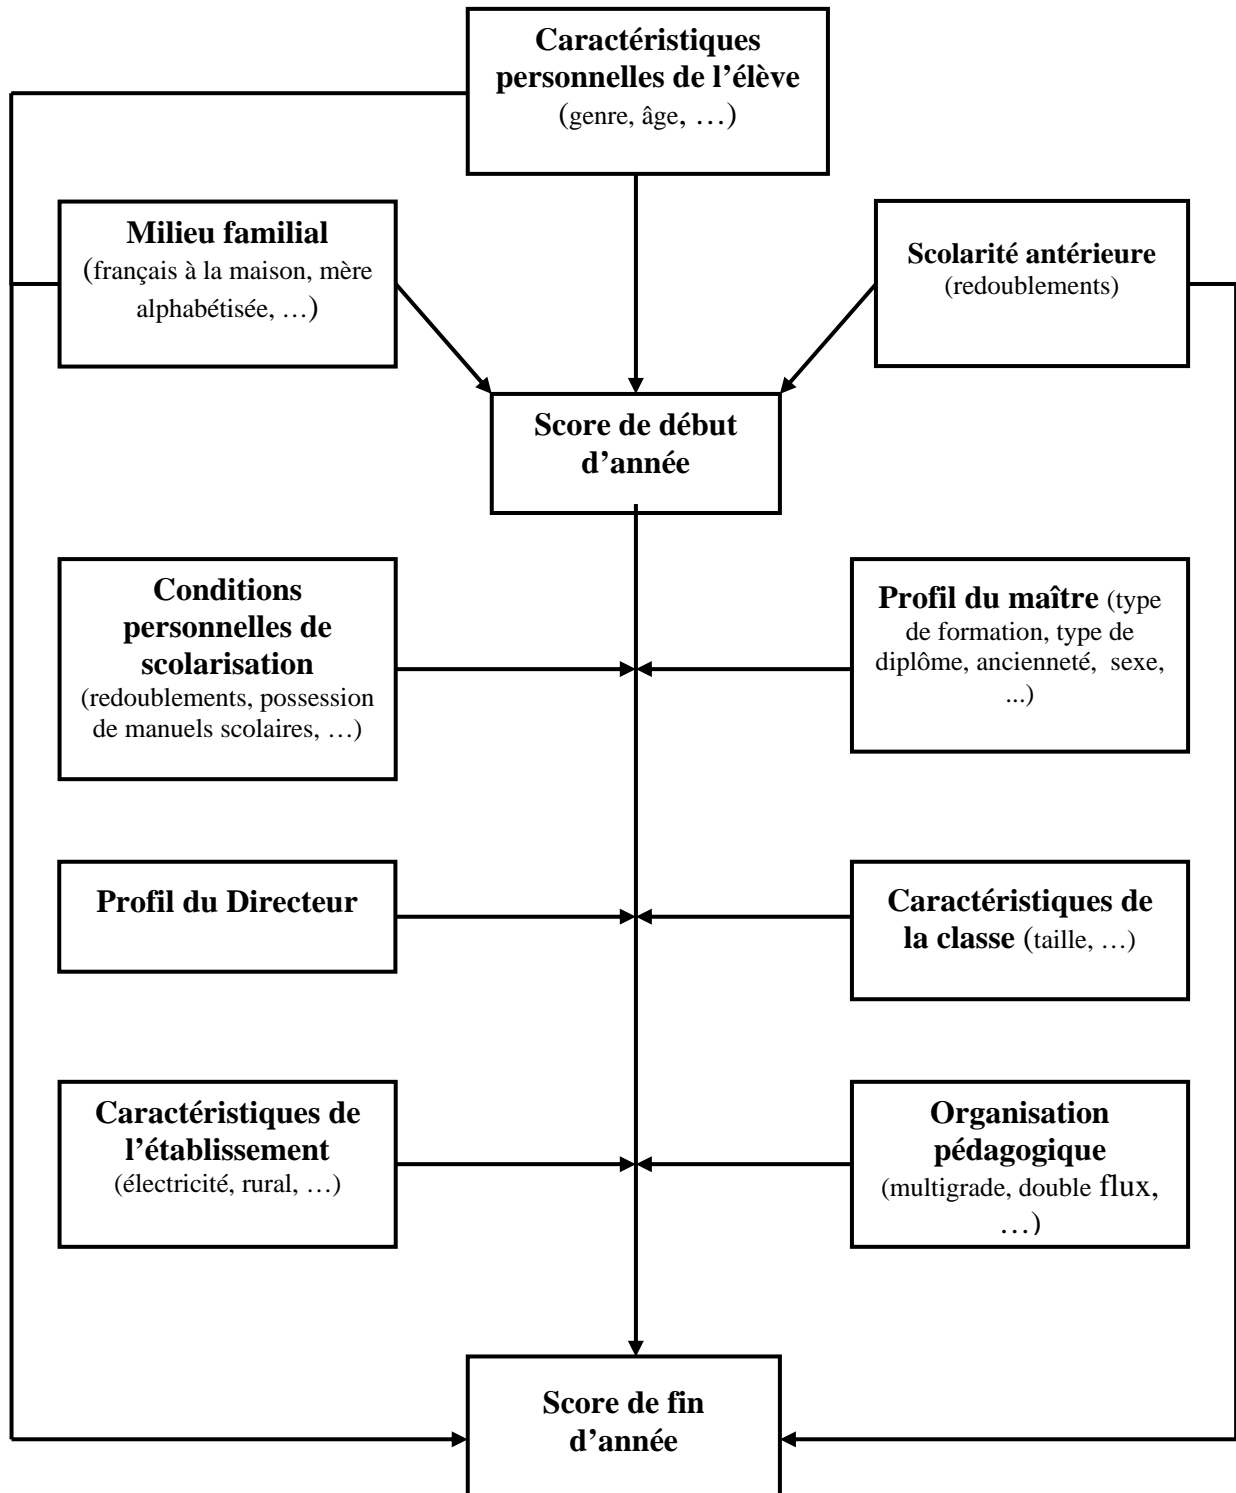 Caractéristiques
personnelles de l’élève
(genre, âge, …)
Milieu familial
(français à la maison, mère
alphabétisée, …)
Scolarité antérieure
(redoublements)
Score de début
d’année
Conditions
personnelles de
scolarisation
(redoublements, possession
de manuels scolaires, …)
Profil du maître (type
de formation, type de
diplôme, ancienneté, sexe,
...)
Profil du Directeur
Caractéristiques de
la classe (taille, …)
Caractéristiques de
l’établissement
(électricité, rural, …)
Organisation
pédagogique
(multigrade, double flux,
…)
Score de fin
d’année